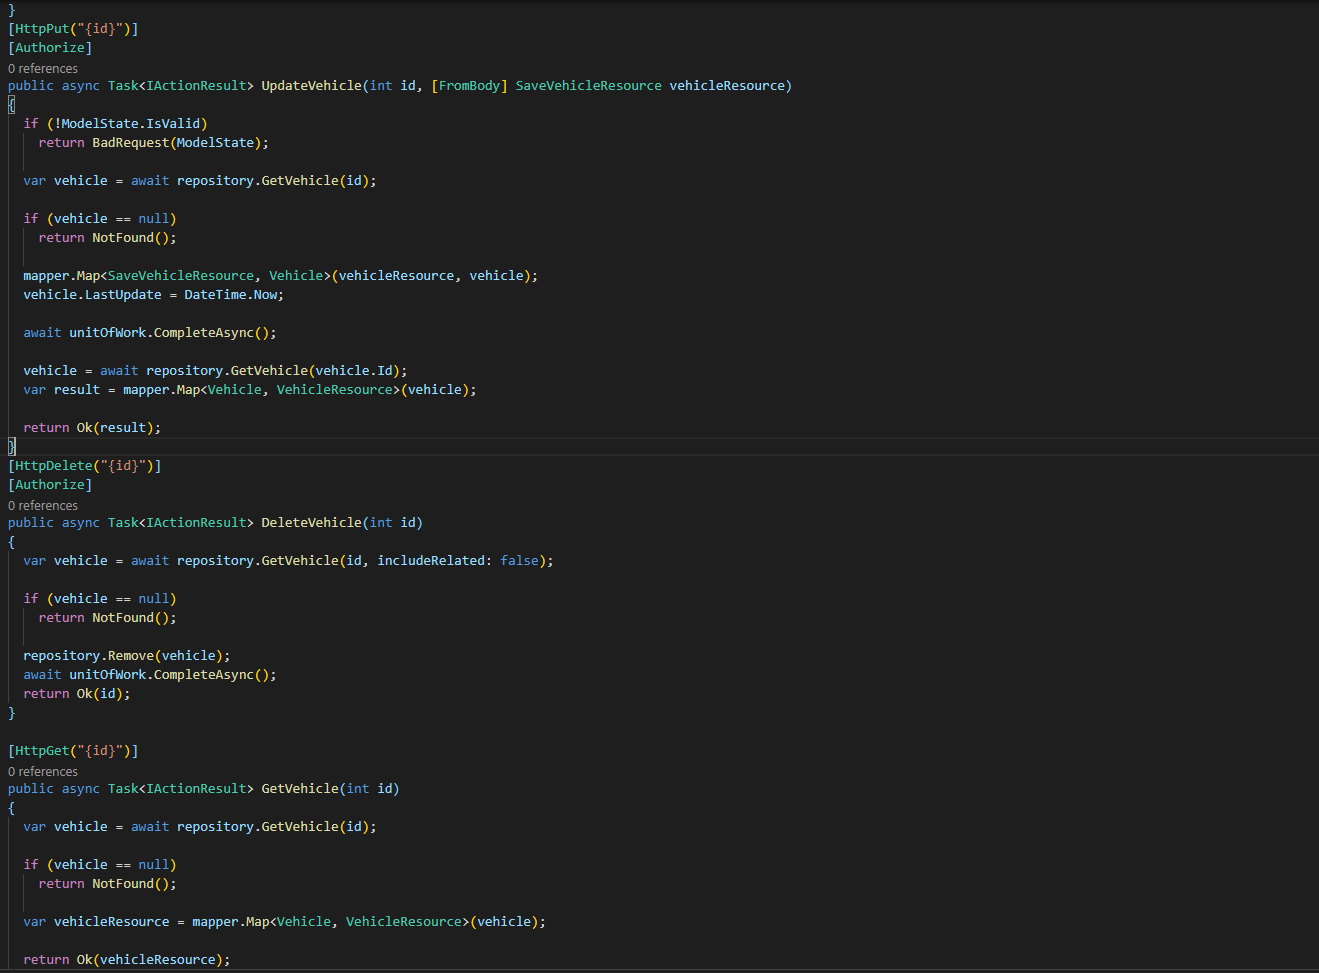 }
[HttpPut("{id}")]
[Authorize]
0 references
public async Task<IActionResult> UpdateVehicle(int id, [FromBody] SaveVehicleResource vehicleResource)
{
  if (!ModelState.IsValid)
    return BadRequest(ModelState);
  var vehicle = await repository.GetVehicle(id);
  if (vehicle == null)
    return NotFound();
  mapper.Map<SaveVehicleResource, Vehicle>(vehicleResource, vehicle);
  vehicle.LastUpdate = DateTime.Now;
  await unitOfWork.CompleteAsync();
  vehicle = await repository.GetVehicle(vehicle.Id);
  var result = mapper.Map<Vehicle, VehicleResource>(vehicle);
  return Ok(result);
}
[HttpDelete("{id}")]
[Authorize]
0 references
public async Task<IActionResult> DeleteVehicle(int id)
{
  var vehicle = await repository.GetVehicle(id, includeRelated: false);
  if (vehicle == null)
    return NotFound();
  repository.Remove(vehicle);
  await unitOfWork.CompleteAsync();
  return Ok(id);
}
[HttpGet("{id}")]
0 references
public async Task<IActionResult> GetVehicle(int id)
{
  var vehicle = await repository.GetVehicle(id);
  if (vehicle == null)
    return NotFound();
  var vehicleResource = mapper.Map<Vehicle, VehicleResource>(vehicle);
  return Ok(vehicleResource);